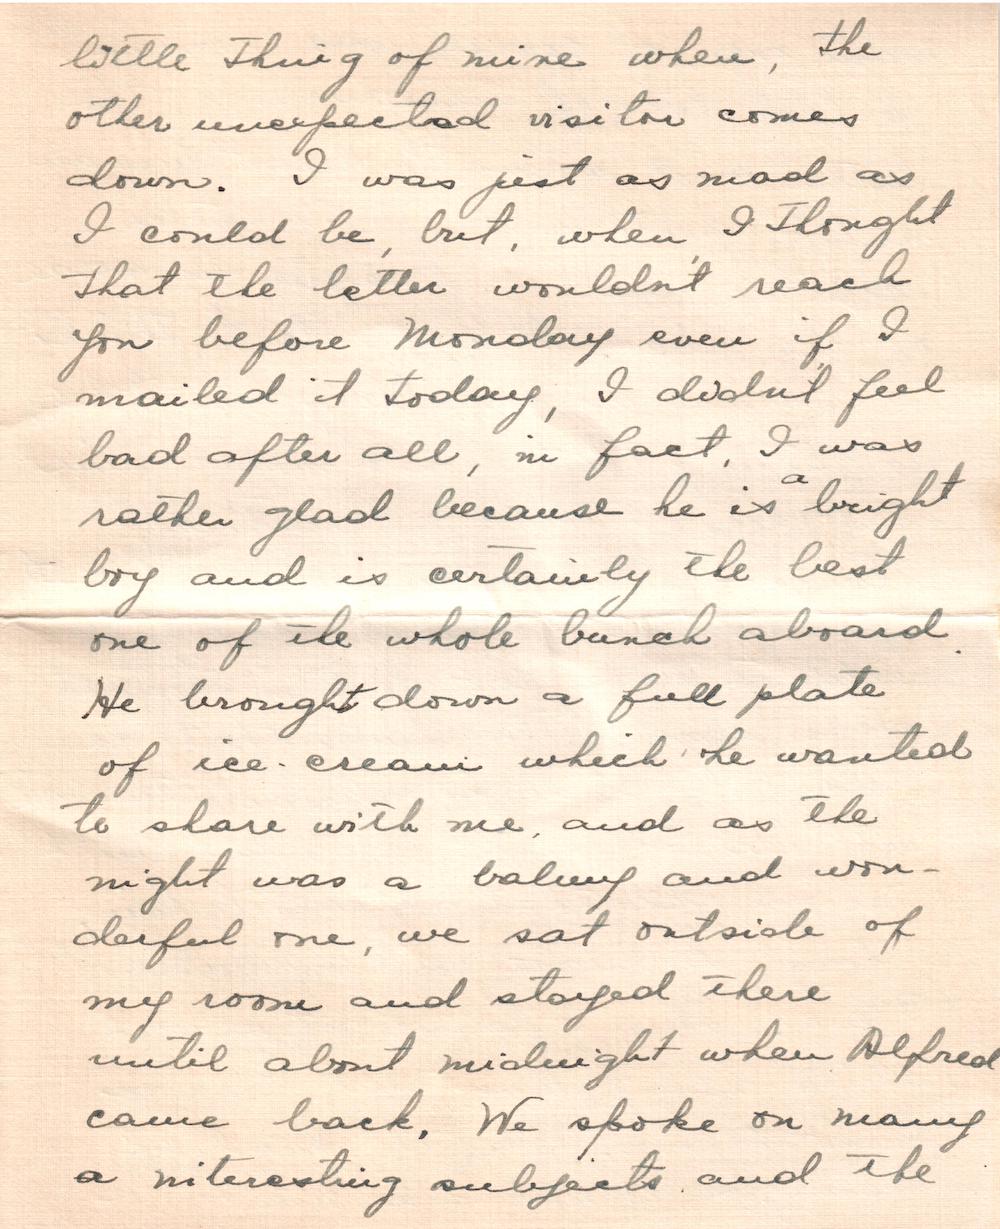 little thing of mine when, the
other unexpected visitor comes
down. I was just as mad as
I could be, but, when, I thought
that the letter wouldn't reach
you before Monday even if I
mailed it today, I didn't feel
bad after all, in fact, I was
rather glad because he is a bright
boy and is certainly the best
one of the whole bunch aboard.
He brought down a full plate
of ice-cream which he wanted
to share with me, and as the
night was a balmy and won-
derful one, we sat outside of
my room and stayed there
until about midnight when Alfred
came back. We spoke on many
a niteresting subjects and the